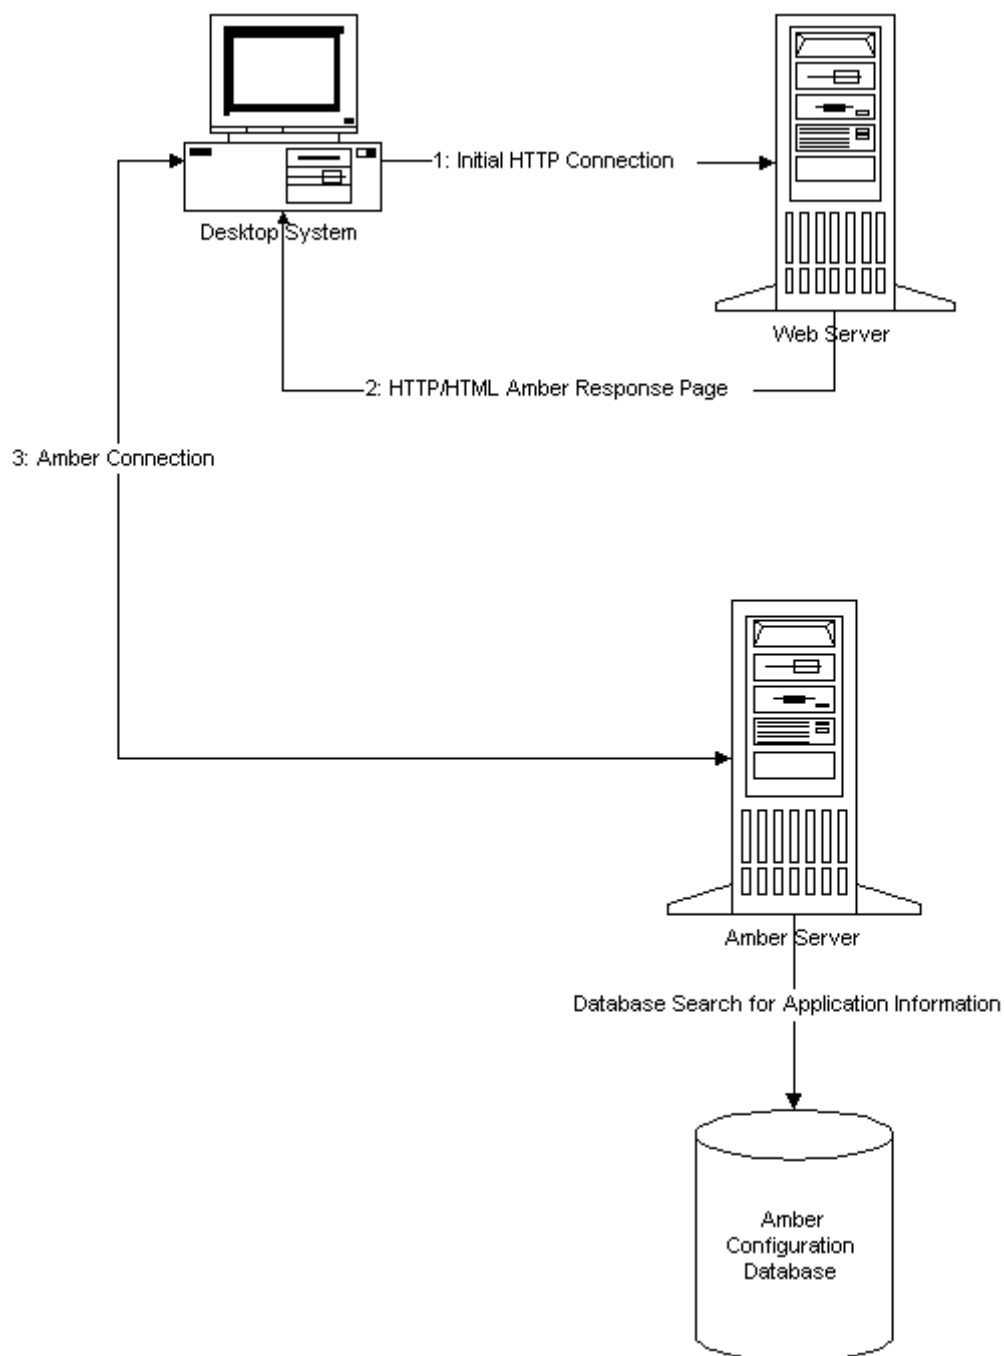 1: Initial HTTP Connection
Desktop System
Web Server
2: HTTP/HTML Amber Response Page
3: Amber Connection
Amber Server
Database Search for Application Information
Amber
Configuration
Database